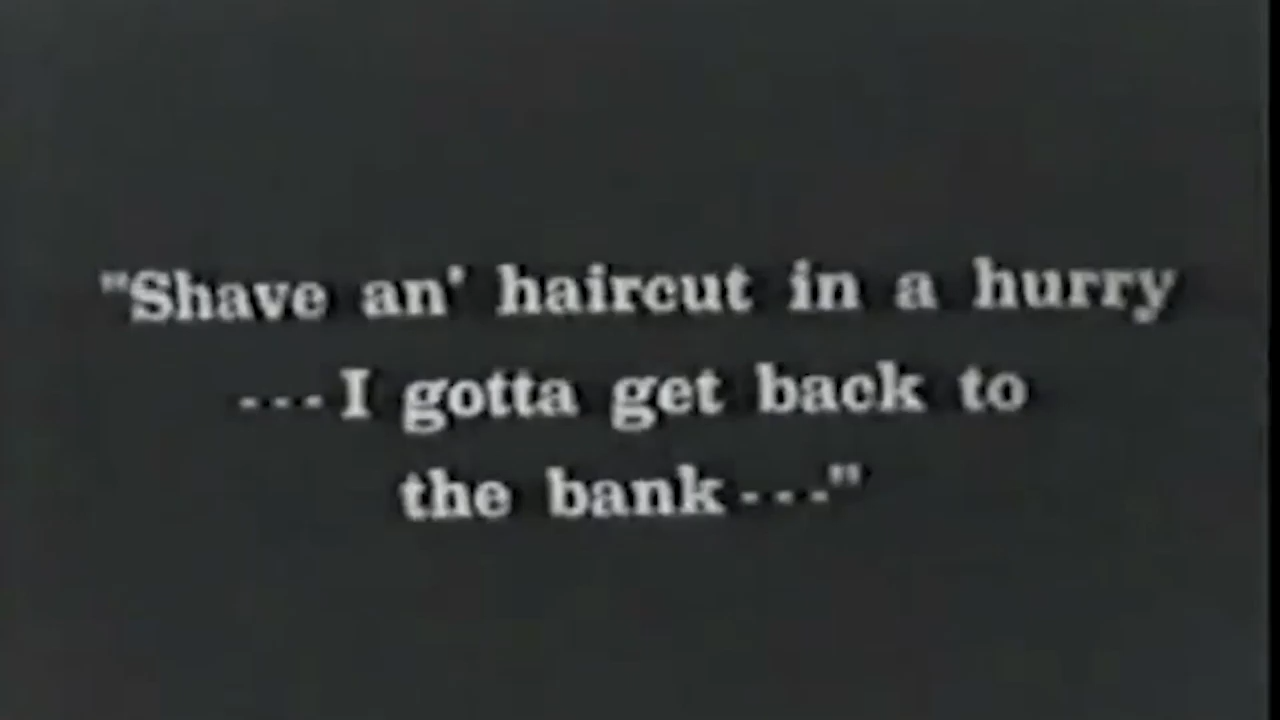 "Shave an' haircut in a hurry
---I gotta get back to
the bank---"